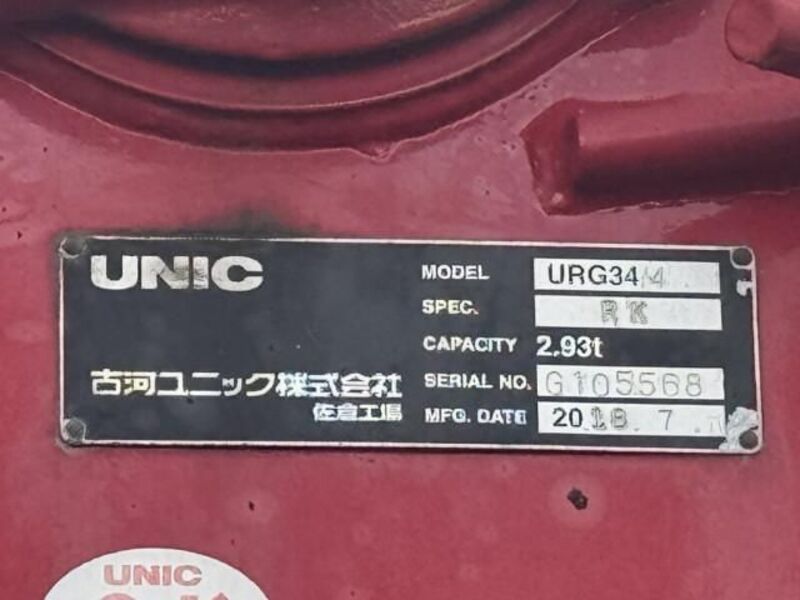 UNIC
MODEL URG344
SPEC. RK
CAPACITY 2.93t
古河ユニック株式会社
SERIAL NO. G105568
佐倉工場
MFG. DATE 2018.7.
UNIC